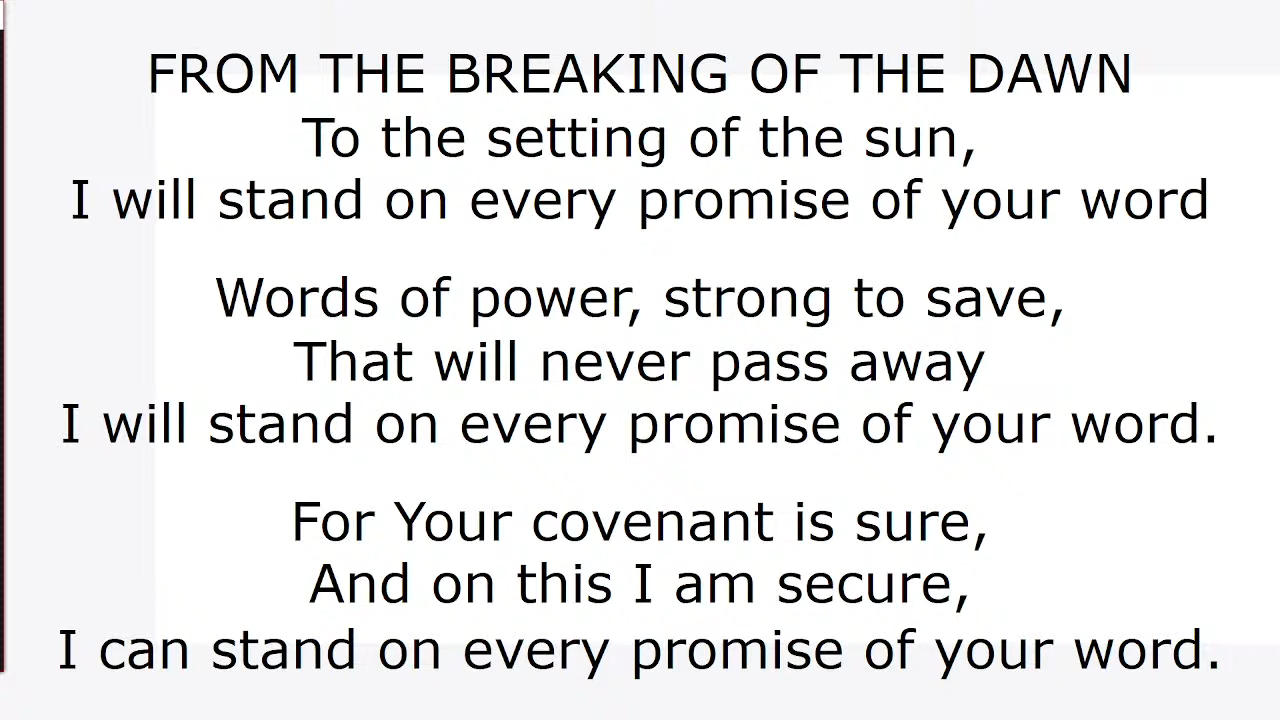 FROM THE BREAKING OF THE DAWN
To the setting of the sun,
I will stand on every promise of your word
Words of power, strong to save,
That will never pass away
I will stand on every promise of your word.
For Your covenant is sure,
And on this I am secure,
I can stand on every promise of your word.